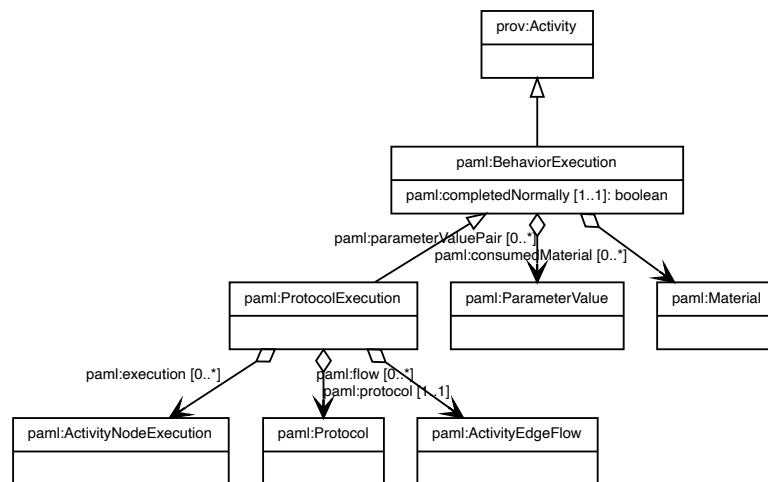 prov:Activity
paml:BehaviorExecution
paml:completedNormally [1..1]: boolean
paml:parameterValuePair [0..*]
paml:consumedMaterial [0..*]
paml:ProtocolExecution
paml:ParameterValue
paml:Material
paml:execution [0..*]
paml:flow [0..*]
paml:protocol [1..1]
paml:ActivityNodeExecution
paml:Protocol
paml:ActivityEdgeFlow